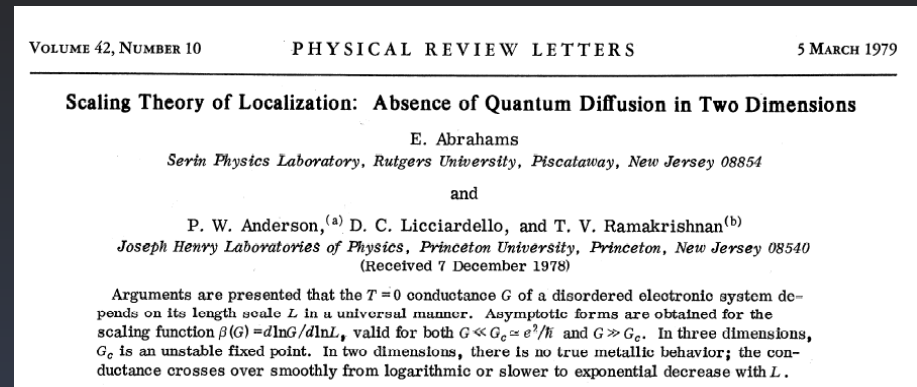 VOLUME 42, NUMBER 10 PHYSICAL REVIEW LETTERS 5 MARCH 1979
Scaling Theory of Localization: Absence of Quantum Diffusion in Two Dimensions
E. Abrahams
Serin Physics Laboratory, Rutgers University, Piscataway, New Jersey 08854
and
P. W. Anderson,(a) D. C. Licciardello, and T. V. Ramakrishnan(b)
Joseph Henry Laboratories of Physics, Princeton University, Princeton, New Jersey 08540
(Received 7 December 1978)
Arguments are presented that the T = 0 conductance G of a disordered electronic system de-
pends on its length scale L in a universal manner. Asymptotic forms are obtained for the
scaling function β(G) = dlnG/dlnL, valid for both G ≪ Gc ≃ e²/ħ and G ≫ Gc. In three dimensions,
Gc is an unstable fixed point. In two dimensions, there is no true metallic behavior; the con-
ductance crosses over smoothly from logarithmic or slower to exponential decrease with L.